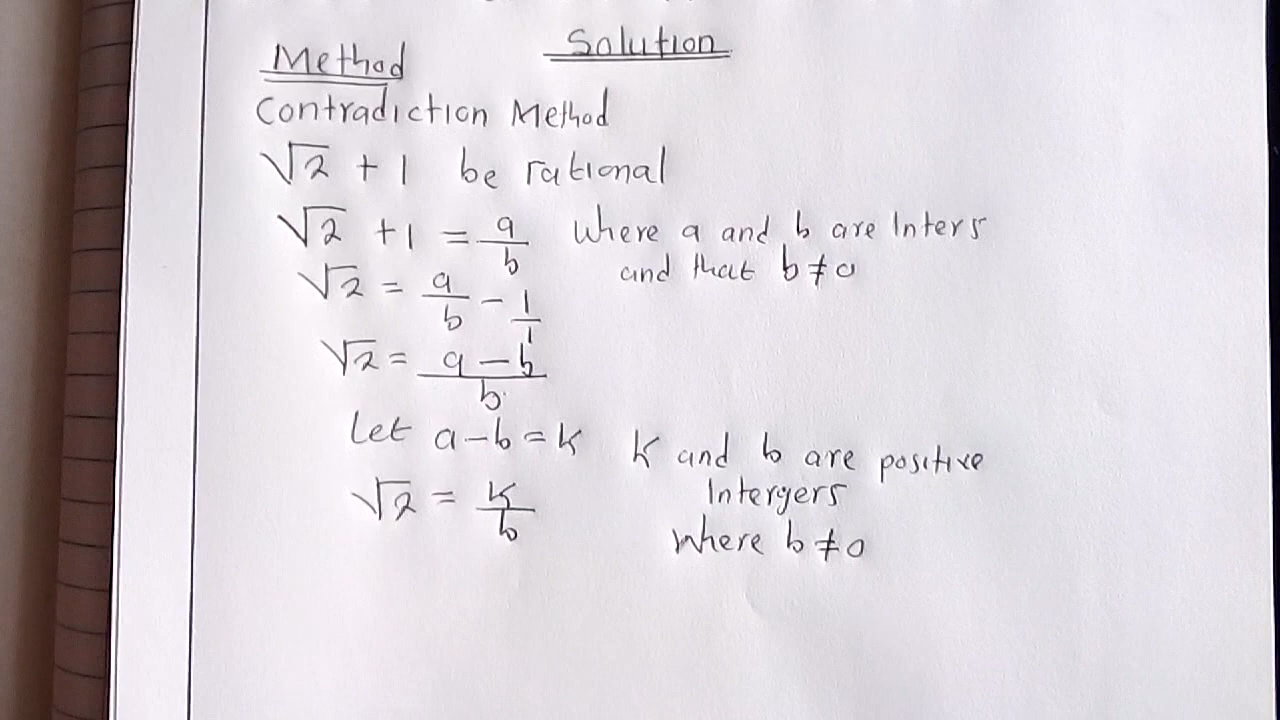 Solution
Method
Contradiction Method
√2 + 1 be rational
√2 + 1 = a/b Where a and b are Inters
and that b ≠ 0
√2 = a/b - 1/1
√2 = a - b/b
Let a - b = K K and b are positive
Intergers
√2 = K/b
Where b ≠ 0